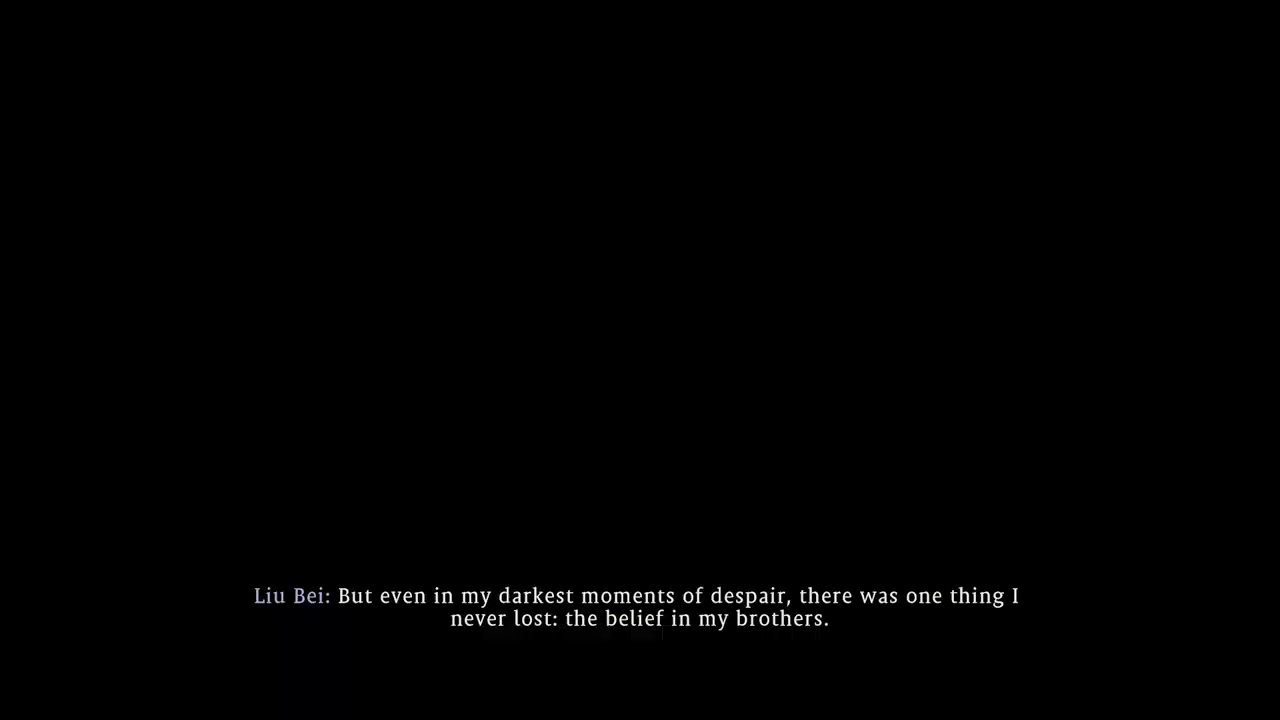 Liu Bei: But even in my darkest moments of despair, there was one thing I
never lost: the belief in my brothers.